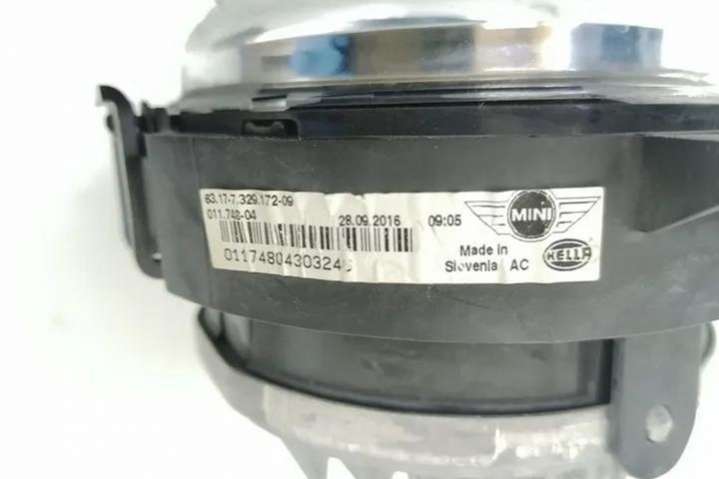 63.17-7.329.172-09
011.748-04 28.09.2016 09:05
MINI
Made in
Slovenia AC
HELLA